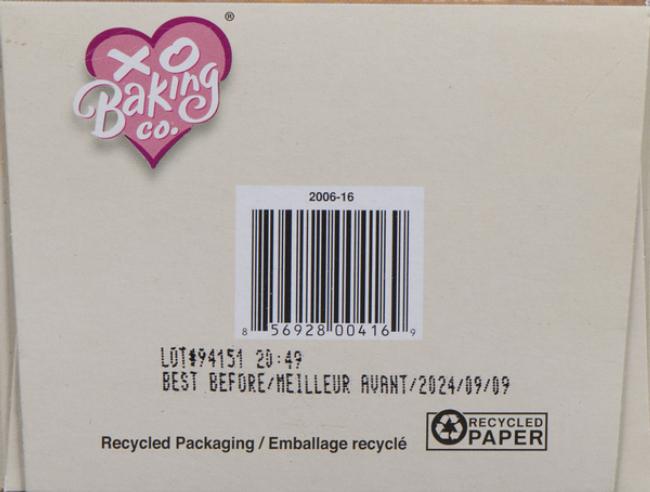 ®
XO
Baking
co.
2006-16
8 56928 00416 9
LOT#94151 20:49
BEST BEFORE/MEILLEUR AVANT/2024/09/09
Recycled Packaging / Emballage recyclé
RECYCLED
PAPER